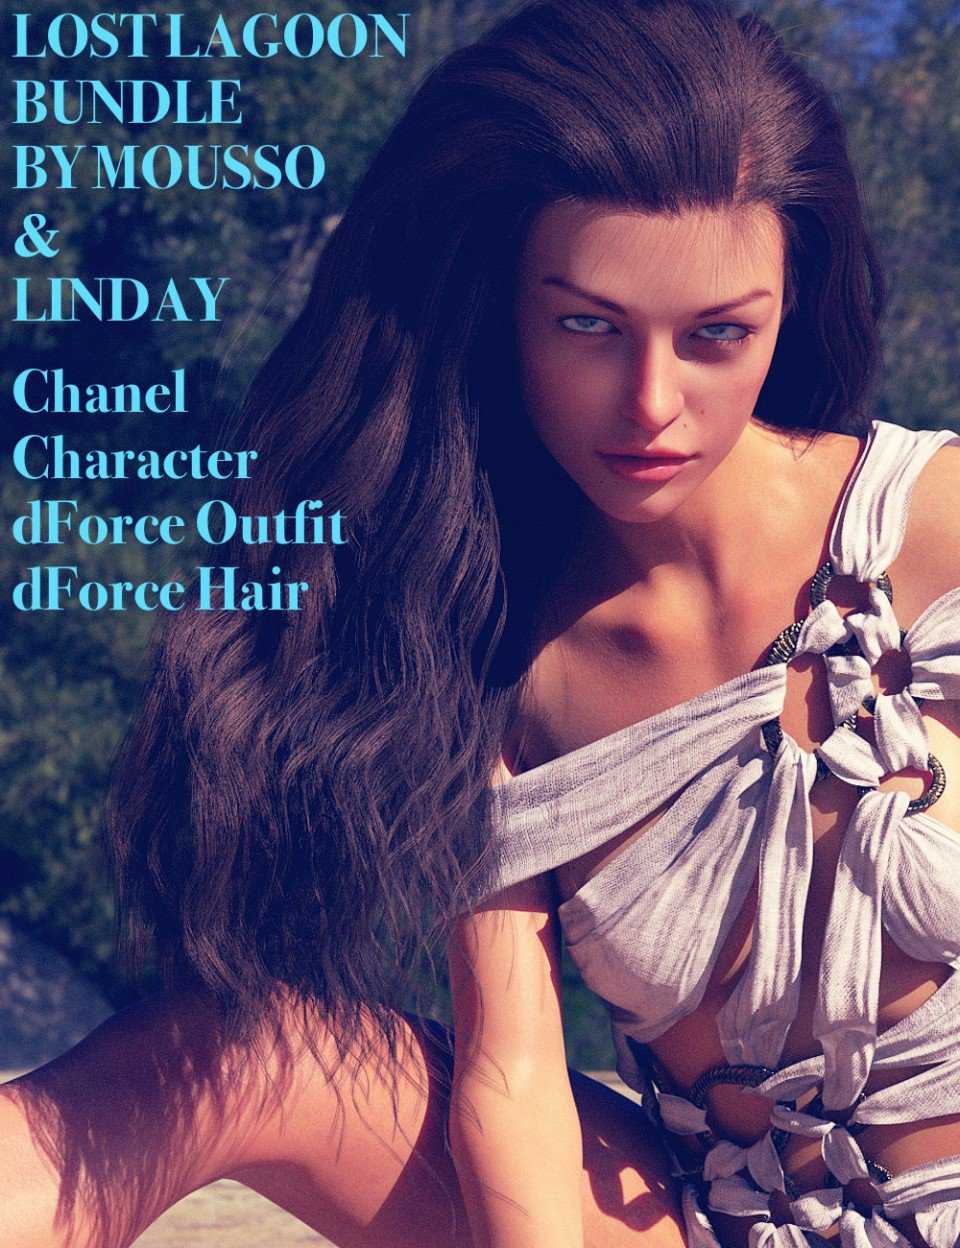 LOST LAGOON
BUNDLE
BY MOUSSO
&
LINDAY
Chanel
Character
dForce Outfit
dForce Hair